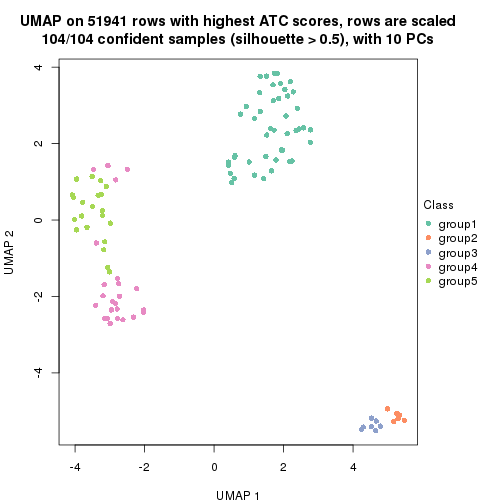 UMAP on 51941 rows with highest ATC scores, rows are scaled
104/104 confident samples (silhouette > 0.5), with 10 PCs
4
2
0
-2
-4
UMAP 2
-4
-2
0
2
4
UMAP 1
Class
group1
group2
group3
group4
group5